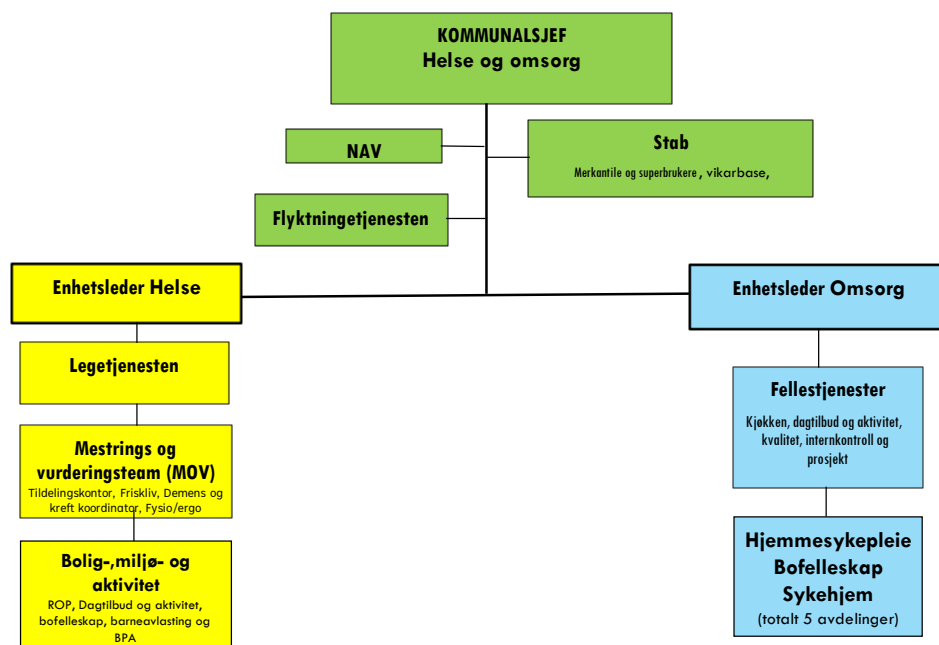 KOMMUNALSJEF
Helse og omsorg
NAV
Stab
Merkantile og superbrukere, vikarbase,
Flyktningetjenesten
Enhetsleder Helse
Enhetsleder Omsorg
Legetjenesten
Mestrings og
vurderingsteam (MOV)
Tildelingskontor, Friskliv, Demens og
kreft koordinator, Fysio/ergo
Bolig-,miljø- og
aktivitet
ROP, Dagtilbud og aktivitet,
bofelleskap, barneavlasting og
BPA
Fellestjenester
Kjøkken, dagtilbud og aktivitet,
kvalitet, internkontroll og
prosjekt
Hjemmesykepleie
Bofelleskap
Sykehjem
(totalt 5 avdelinger)